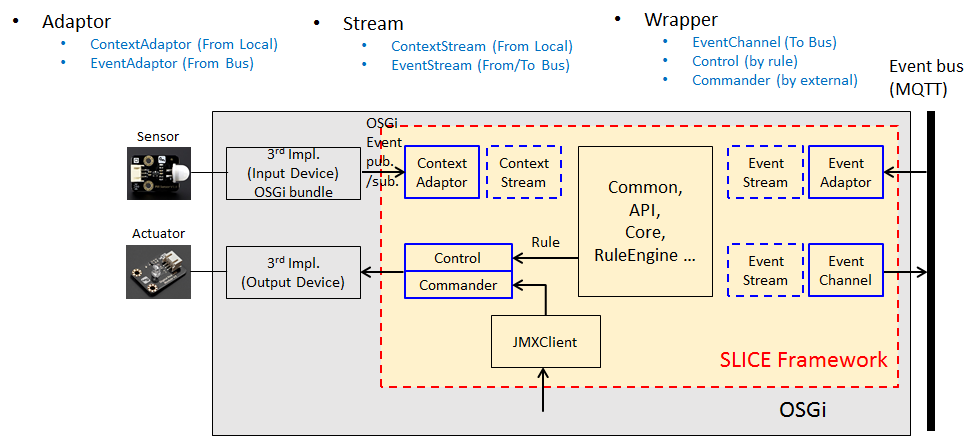 • Adaptor
• ContextAdaptor (From Local)
• EventAdaptor (From Bus)
• Stream
• ContextStream (From Local)
• EventStream (From/To Bus)
• Wrapper
• EventChannel (To Bus)
• Control (by rule)
• Commander (by external)
Event bus
(MQTT)
Sensor
3rd Impl.
(Input Device)
OSGi bundle
OSGi
Event
pub.
/sub.
Context
Adaptor
Context
Stream
Common,
API,
Core,
RuleEngine ...
Event
Stream
Event
Adaptor
Actuator
3rd Impl.
(Output Device)
Control
Commander
Rule
Event
Stream
Event
Channel
JMXClient
SLICE Framework
OSGi